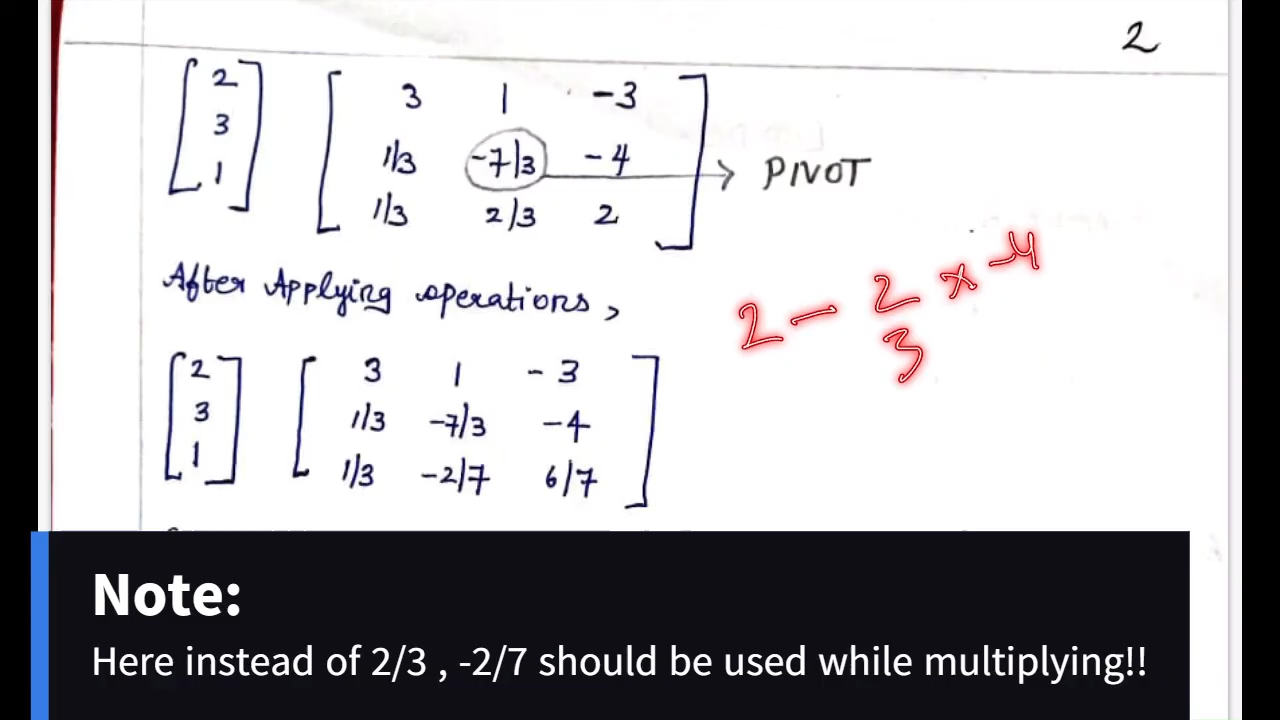 2
2 3 1 -3
3 1/3 -7/3 -4 → PIVOT
1 1/3 2/3 2
After Applying operations,
2 - 2/3 x -4
2 3 1 -3
3 1/3 -7/3 -4
1 1/3 -2/7 6/7
Note:
Here instead of 2/3 , -2/7 should be used while multiplying!!